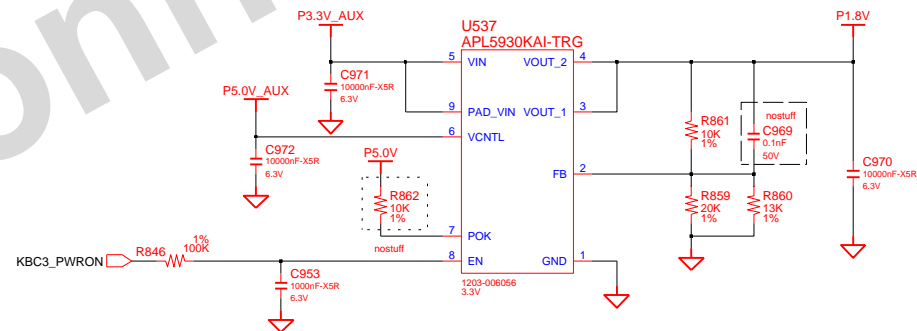 P3.3V_AUX
P1.8V
U537
APL5930KAI-TRG
5 VIN VOUT_2 4
C971
10000nF-X5R
6.3V
P5.0V_AUX
9 PAD_VIN VOUT_1 3
nostuff
R861
10K
1%
C969
0.1nF
50V
6 VCNTL
C972
10000nF-X5R
6.3V
P5.0V
C970
10000nF-X5R
6.3V
FB 2
R862
10K
1%
R859
20K
1%
R860
13K
1%
7 POK
nostuff
1%
R846 100K
KBC3_PWRON
8 EN GND 1
C953
1000nF-X5R
6.3V
1203-006056
3.3V